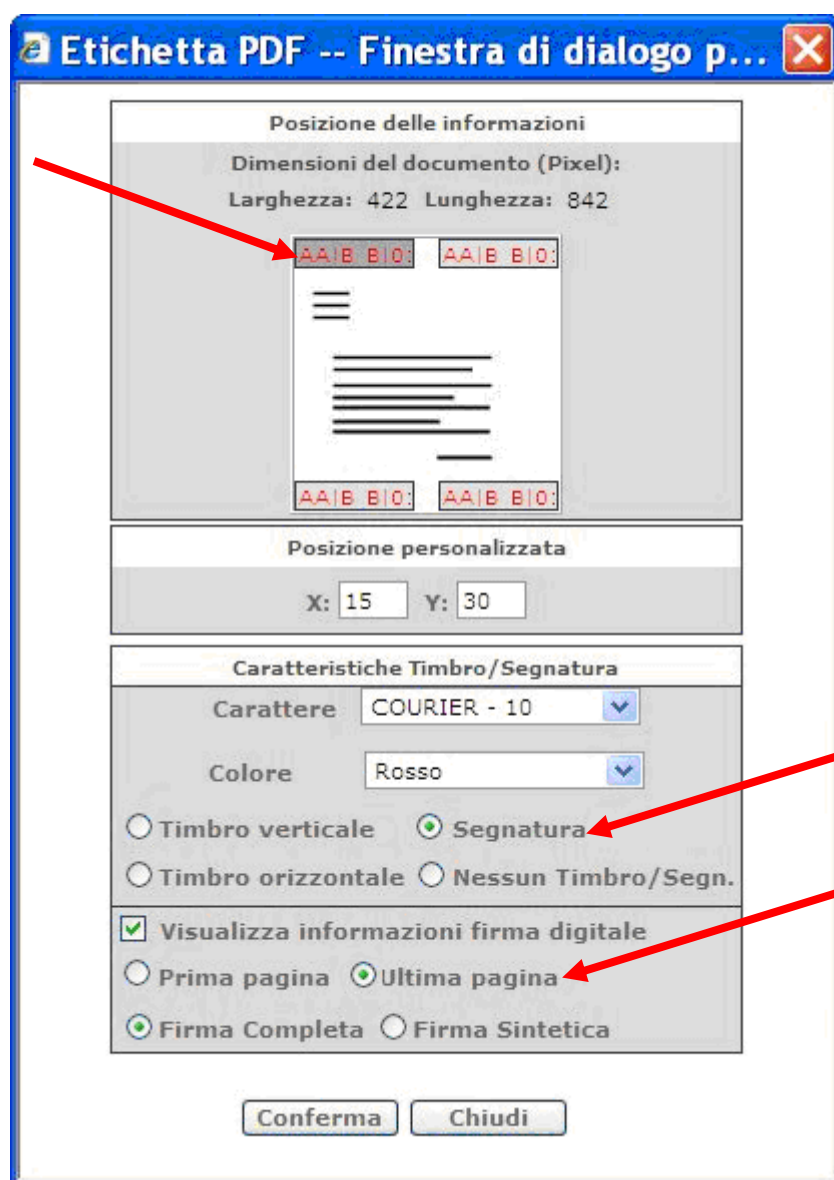 Etichetta PDF -- Finestra di dialogo p...
Posizione delle informazioni
Dimensioni del documento (Pixel):
Larghezza: 422 Lunghezza: 842
AA|B B|0: AA|B B|0:
AA|B B|0: AA|B B|0:
Posizione personalizzata
X: 15 Y: 30
Caratteristiche Timbro/Segnatura
Carattere COURIER - 10
Colore Rosso
Timbro verticale Segnatura
Timbro orizzontale Nessun Timbro/Segn.
Visualizza informazioni firma digitale
Prima pagina Ultima pagina
Firma Completa Firma Sintetica
Conferma Chiudi